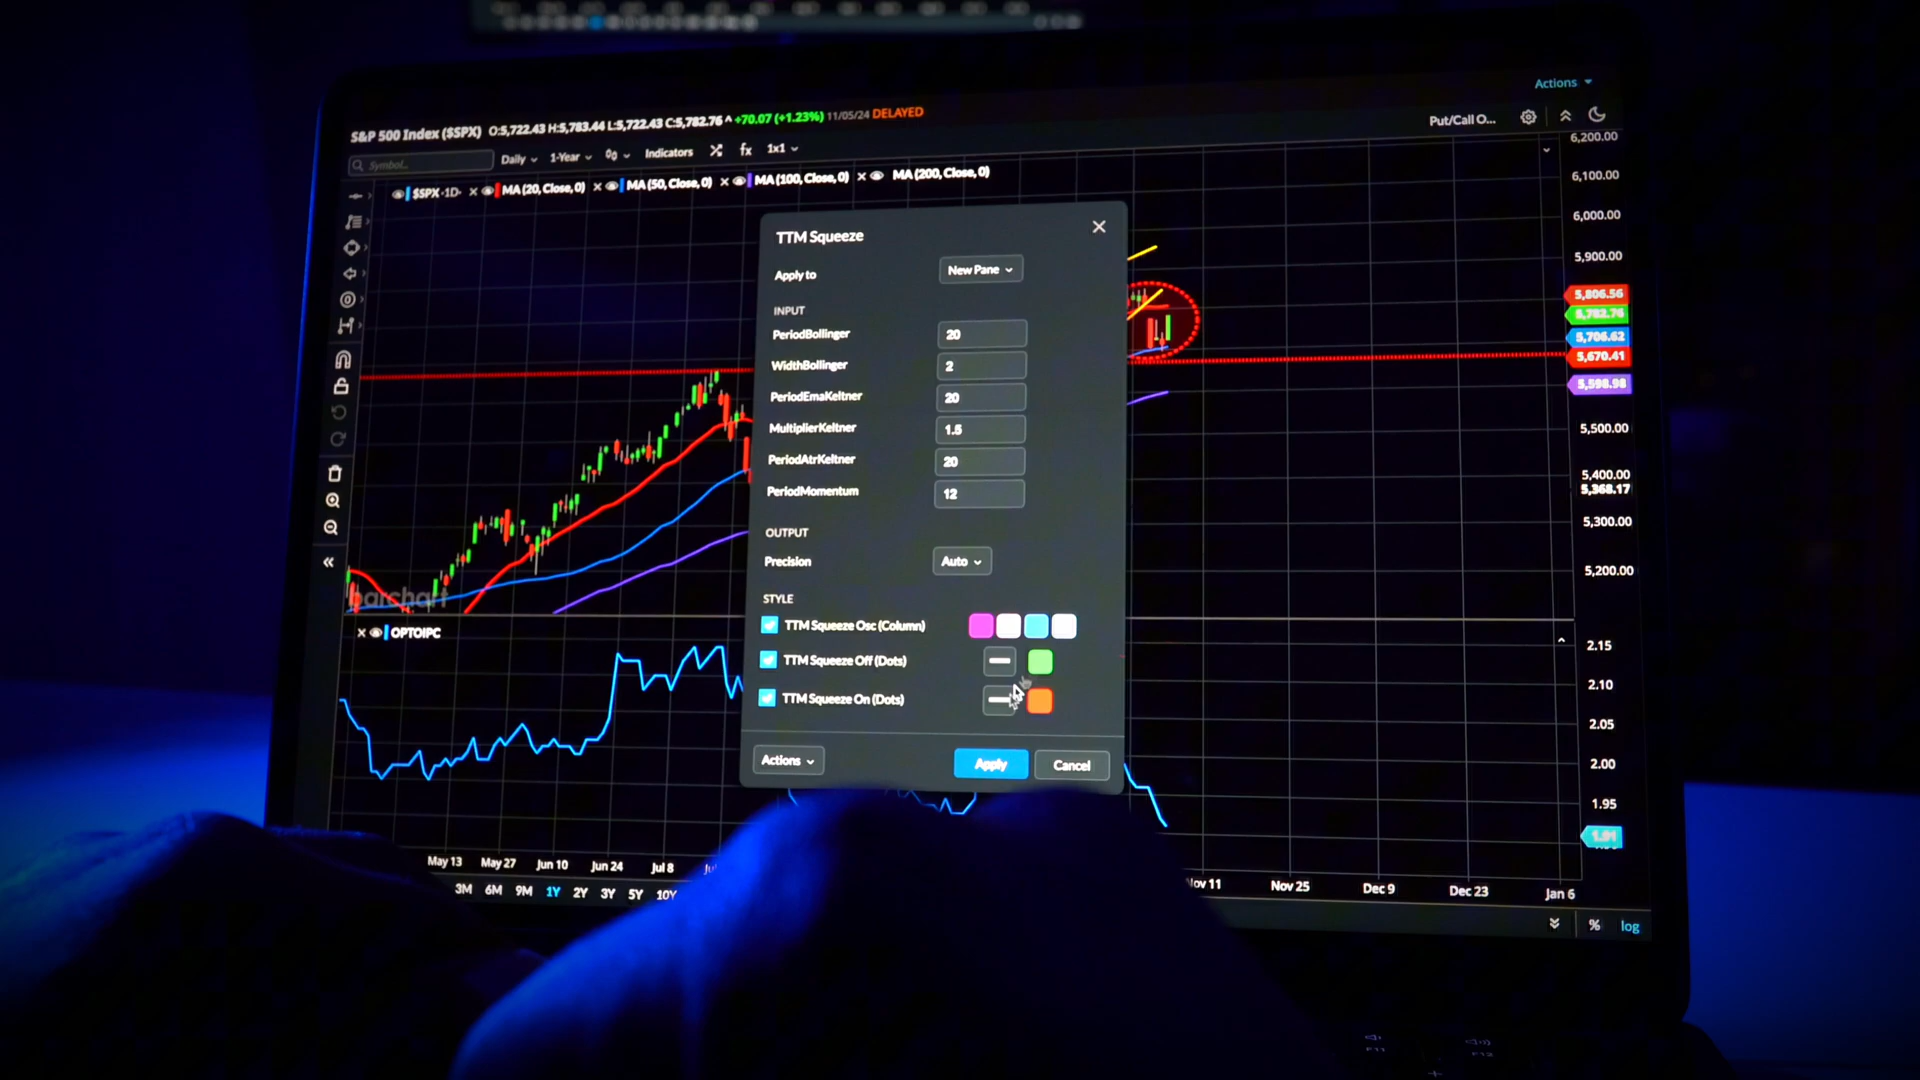 Actions
S&P 500 Index ($SPX) O:5,722.43 H:5,783.44 L:5,722.43 C:5,782.76 ^ +70.07 (+1.23%) 11/05/24 DELAYED
Put/Call O...
Symbol... Daily 1-Year Indicators fx 1x1
$SPX·1D· X MA (20, Close, 0) X MA (50, Close, 0) X MA (100, Close, 0) X MA (200, Close, 0)
6,200.00
6,100.00
6,000.00
5,900.00
5,806.56
5,782.76
5,706.62
5,670.41
5,598.98
5,500.00
5,400.00
5,368.17
5,300.00
5,200.00
TTM Squeeze
Apply to New Pane
INPUT
PeriodBollinger 20
WidthBollinger 2
PeriodEmaKeltner 20
MultiplierKeltner 1.5
PeriodAtrKeltner 20
PeriodMomentum 12
OUTPUT
Precision Auto
STYLE
TTM Squeeze Osc (Column)
TTM Squeeze Off (Dots)
TTM Squeeze On (Dots)
Actions Apply Cancel
barchart
X OPTOIPC
2.15
2.10
2.05
2.00
1.95
1.91
May 13 May 27 Jun 10 Jun 24 Jul 8 Nov 11 Nov 25 Dec 9 Dec 23 Jan 6
3M 6M 9M 1Y 2Y 3Y 5Y 10Y
% log
F11 F12